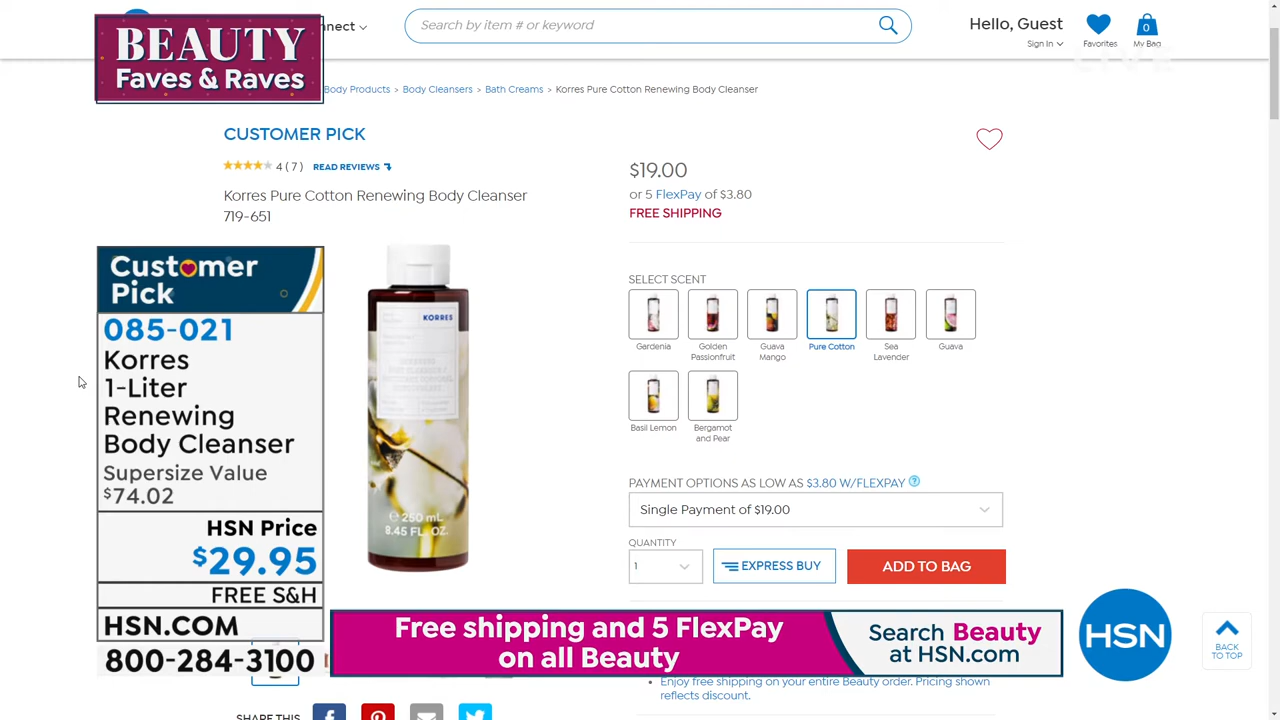 BEAUTY
Faves & Raves
nnect
Search by item # or keyword
Hello, Guest
Sign In
Favorites
0
My Bag
LIVE
Body Products > Body Cleansers > Bath Creams > Korres Pure Cotton Renewing Body Cleanser
CUSTOMER PICK
4 ( 7 ) READ REVIEWS
Korres Pure Cotton Renewing Body Cleanser
719-651
$19.00
or 5 FlexPay of $3.80
FREE SHIPPING
Customer
Pick
085-021
Korres
1-Liter
Renewing
Body Cleanser
Supersize Value
$74.02
HSN Price
$29.95
FREE S&H
HSN.COM
800-284-3100
KORRES
℮ 250 mL
8.45 FL. OZ.
SELECT SCENT
Gardenia
Golden
Passionfruit
Guava
Mango
Pure Cotton
Sea
Lavender
Guava
Basil Lemon
Bergamot
and Pear
PAYMENT OPTIONS AS LOW AS $3.80 W/FLEXPAY ?
Single Payment of $19.00
QUANTITY
1
EXPRESS BUY
ADD TO BAG
Free shipping and 5 FlexPay
on all Beauty
Search Beauty
at HSN.com
HSN
BACK
TO TOP
Enjoy free shipping on your entire Beauty order. Pricing shown
reflects discount.
SHARE THIS